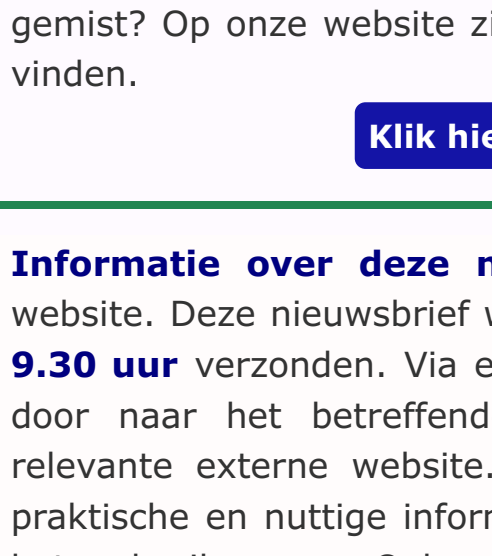 gemist? Op onze website
vinden.
Klik
Informatie over deze
website. Deze nieuwsbrief
9.30 uur verzonden. Via
door naar het
relevante externe website.
praktische en nuttige